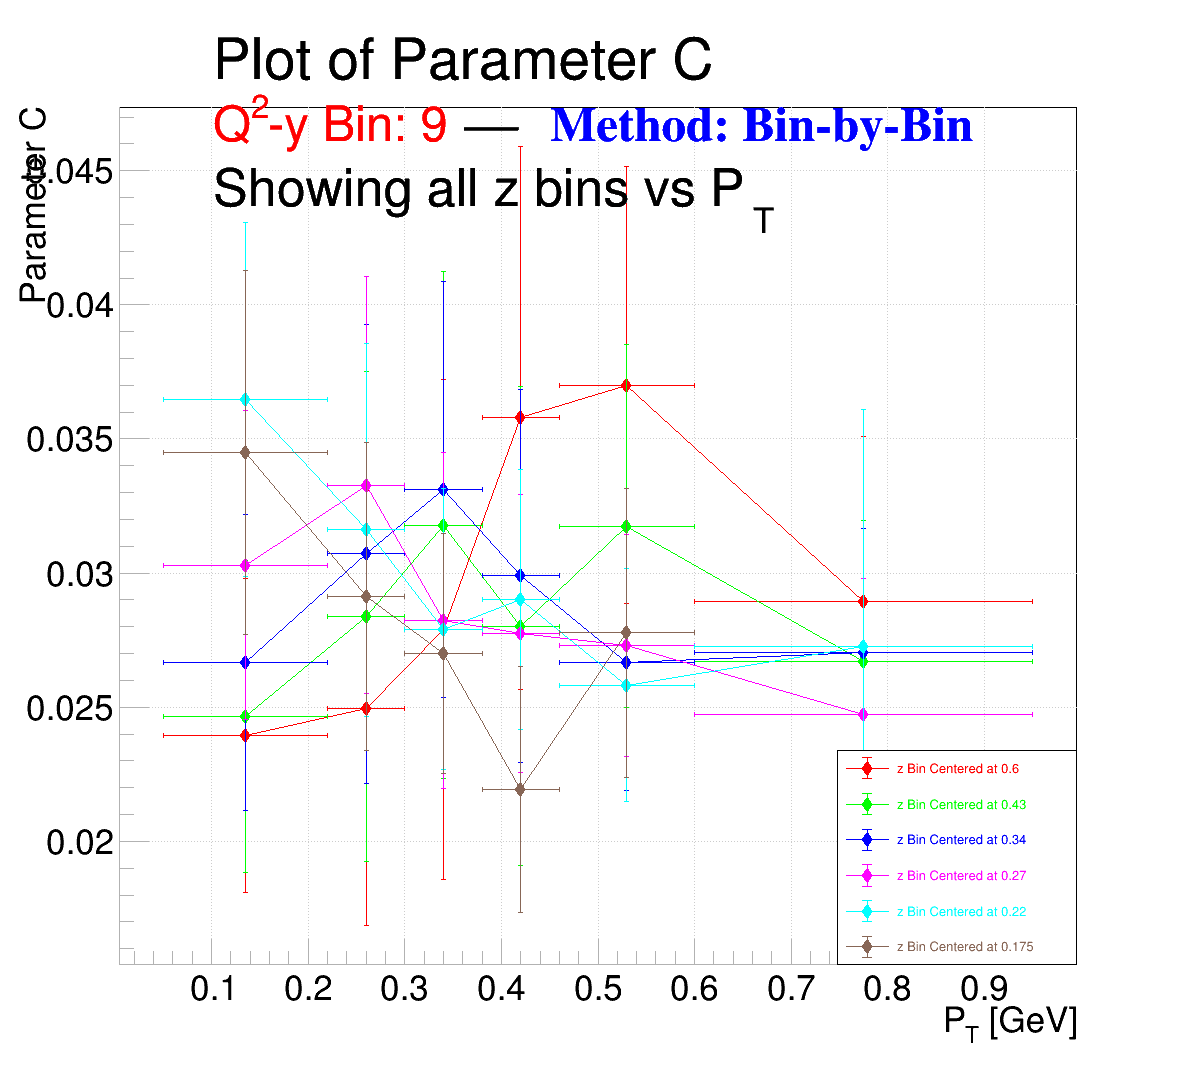 Plot of Parameter C
Q²-y Bin: 9 — Method: Bin-by-Bin
Showing all z bins vs P_T
Parameter C
0.045
0.04
0.035
0.03
0.025
0.02
z Bin Centered at 0.6
z Bin Centered at 0.43
z Bin Centered at 0.34
z Bin Centered at 0.27
z Bin Centered at 0.22
z Bin Centered at 0.175
0.1 0.2 0.3 0.4 0.5 0.6 0.7 0.8 0.9
P_T [GeV]